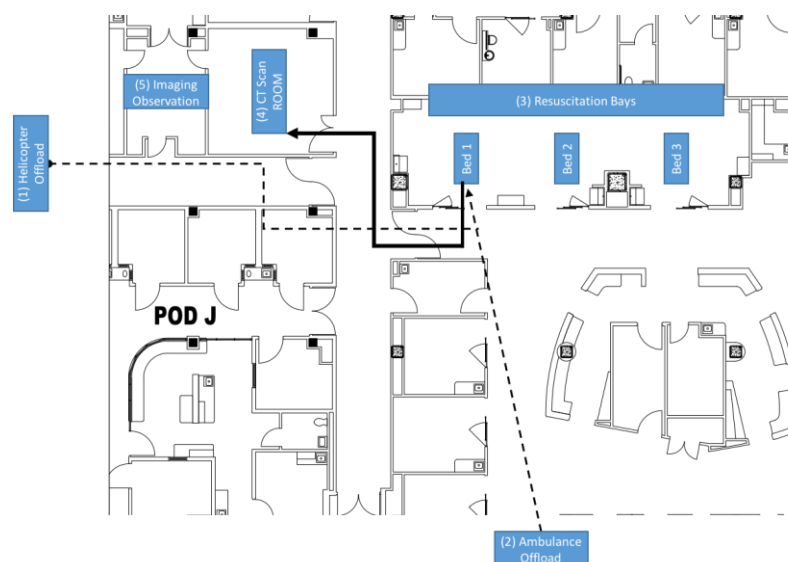 (5) Imaging
Observation
(4) CT Scan
ROOM
(3) Resuscitation Bays
(1) Helicopter
Offload
Bed 1
Bed 2
Bed 3
POD J
(2) Ambulance
Offload